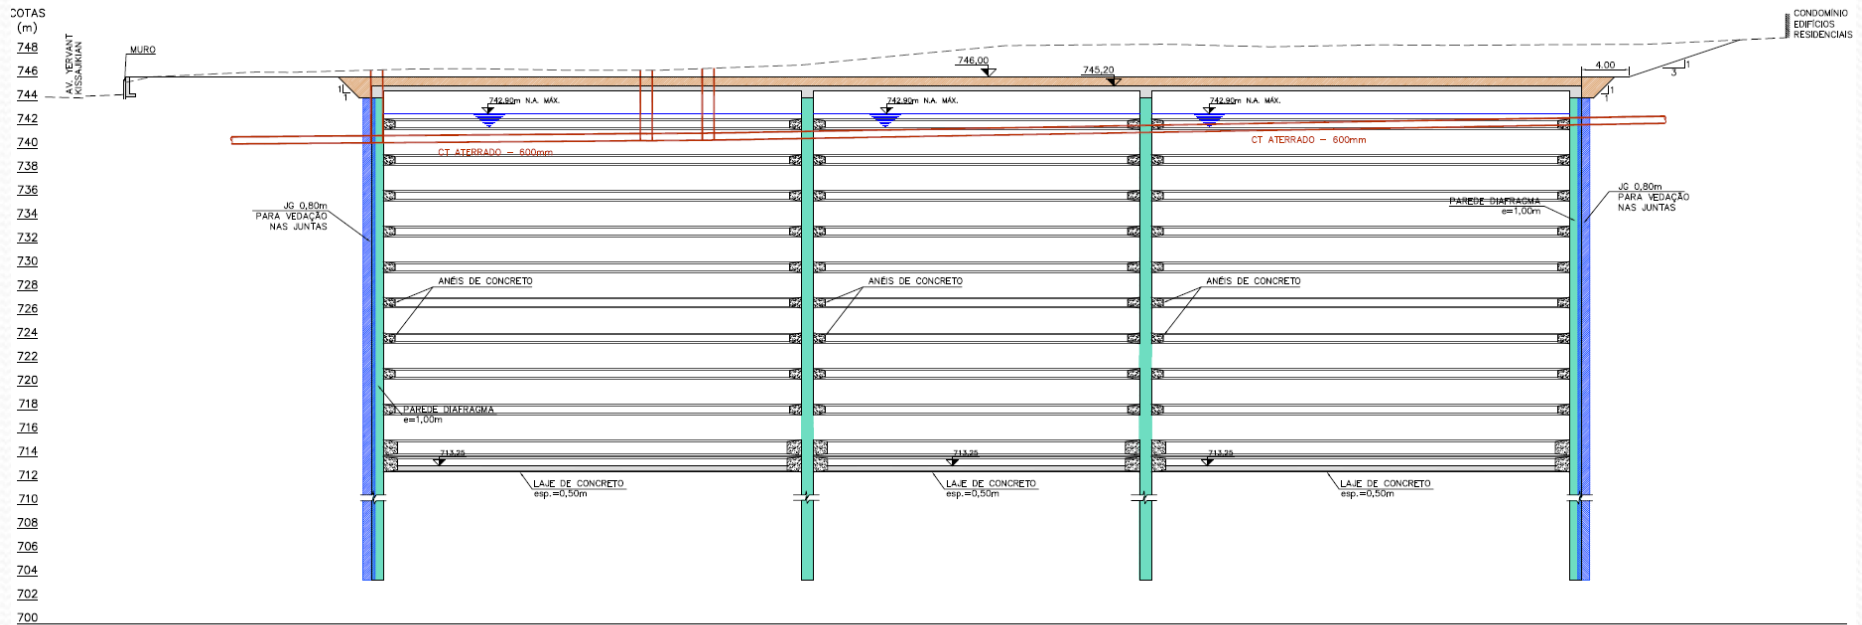 COTAS
(m)
748
746
744
742
740
738
736
734
732
730
728
726
724
722
720
718
716
714
712
710
708
706
704
702
700
AV. YERVANT
KISSAJIKIAN
MURO
1
1
746,00
745,20
4.00
1
3
1
1
CONDOMÍNIO
EDIFÍCIOS
RESIDENCIAIS
742.90m N.A. MÁX.
742.90m N.A. MÁX.
742.90m N.A. MÁX.
CT ATERRADO – 600mm
CT ATERRADO – 600mm
JG 0,80m
PARA VEDAÇÃO
NAS JUNTAS
PAREDE DIAFRAGMA
e=1,00m
JG 0,80m
PARA VEDAÇÃO
NAS JUNTAS
ANÉIS DE CONCRETO
ANÉIS DE CONCRETO
ANÉIS DE CONCRETO
PAREDE DIAFRAGMA
e=1,00m
713,25
713,25
713,25
LAJE DE CONCRETO
esp.=0,50m
LAJE DE CONCRETO
esp.=0,50m
LAJE DE CONCRETO
esp.=0,50m